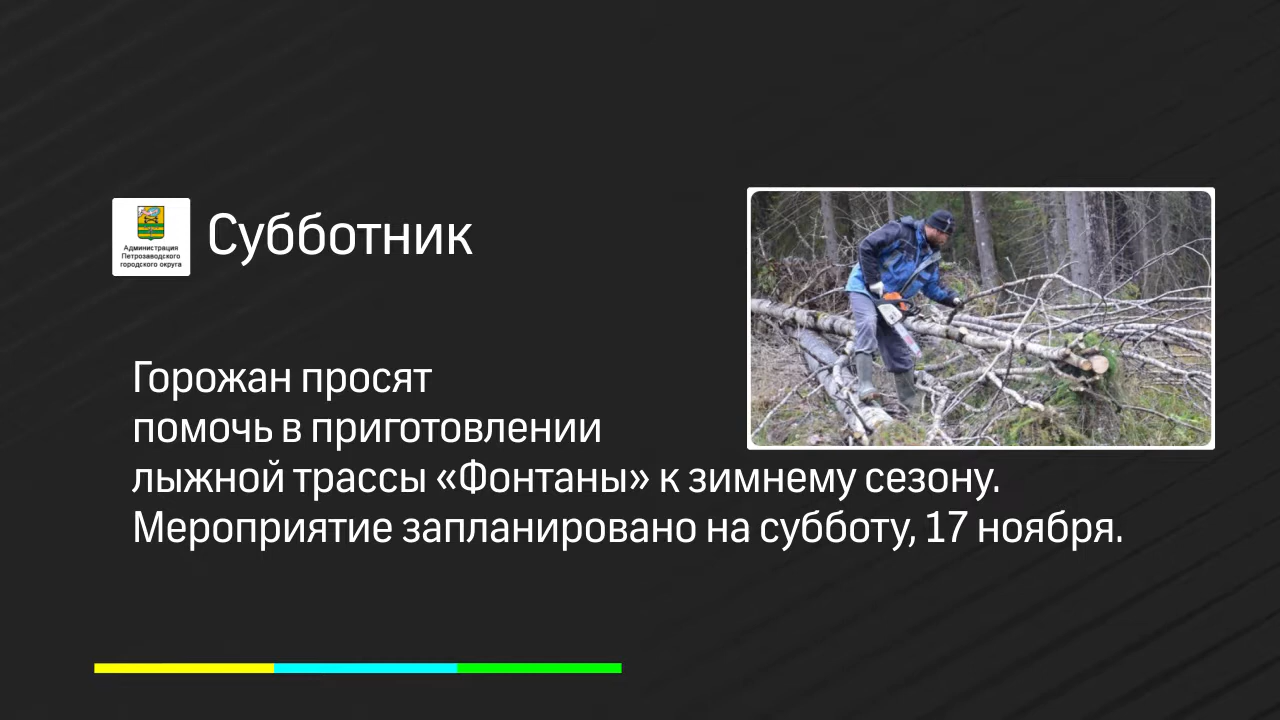 Администрация
Петрозаводского
городского округа
Субботник
Горожан просят
помочь в приготовлении
лыжной трассы «Фонтаны» к зимнему сезону.
Мероприятие запланировано на субботу, 17 ноября.